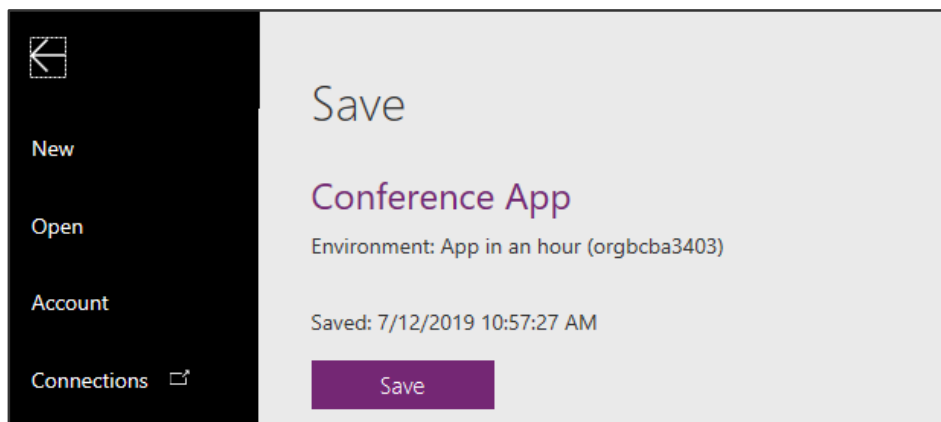 New
Open
Account
Connections
Save
Conference App
Environment: App in an hour (orgbcba3403)
Saved: 7/12/2019 10:57:27 AM
Save